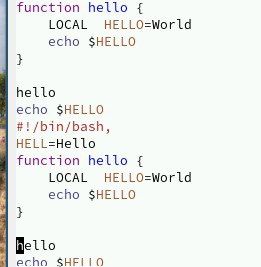 function hello {
    LOCAL  HELLO=World
    echo $HELLO
}

hello
echo $HELLO
#!/bin/bash,
HELL=Hello
function hello {
    LOCAL  HELLO=World
    echo $HELLO
}

hello
echo $HELLO